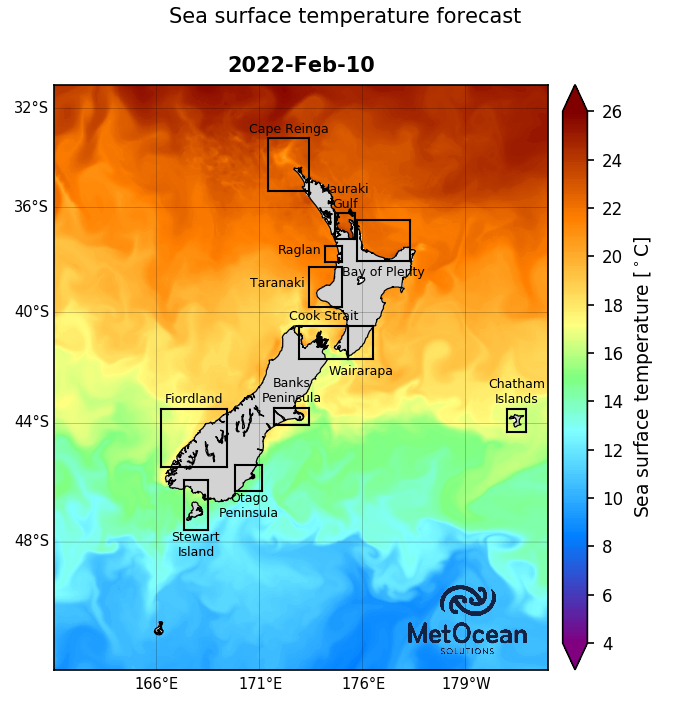 Sea surface temperature forecast
2022-Feb-10
32°S
36°S
40°S
44°S
48°S
166°E
171°E
176°E
179°W
Cape Reinga
Hauraki
Gulf
Raglan
Bay of Plenty
Taranaki
Cook Strait
Wairarapa
Banks
Peninsula
Fiordland
Chatham
Islands
Otago
Peninsula
Stewart
Island
MetOcean
SOLUTIONS
26
24
22
20
18
16
14
12
10
8
6
4
Sea surface temperature [°C]